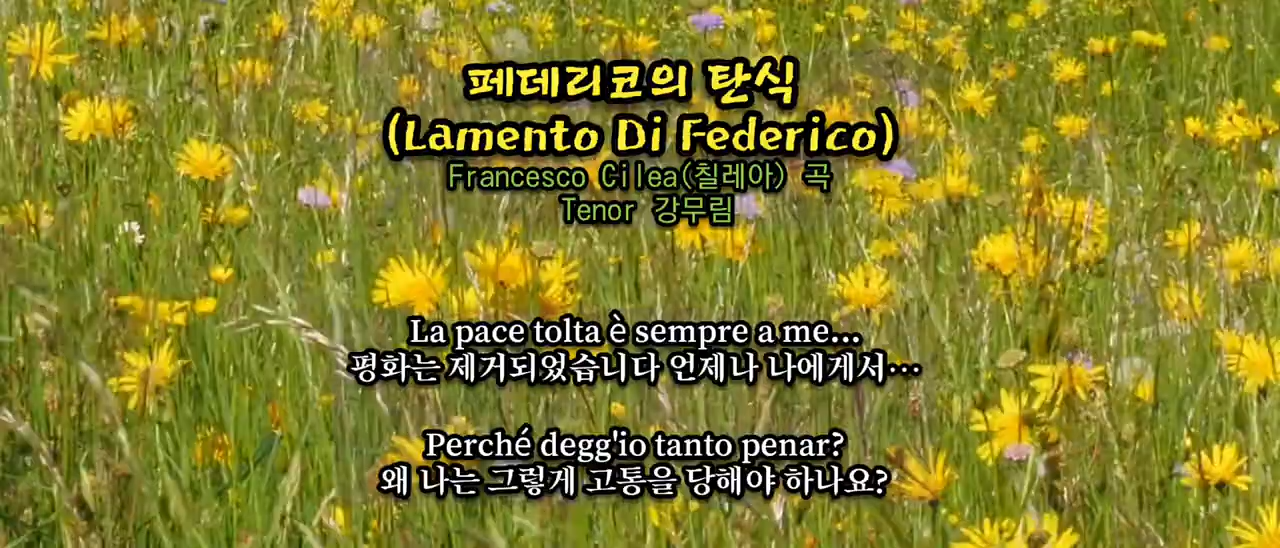 페데리코의 탄식
(Lamento Di Federico)
Francesco Cilea(칠레아) 곡
Tenor 강무림
La pace tolta è sempre a me...
평화는 제거되었습니다 언제나 나에게서…
Perché degg'io tanto penar?
왜 나는 그렇게 고통을 당해야 하나요?